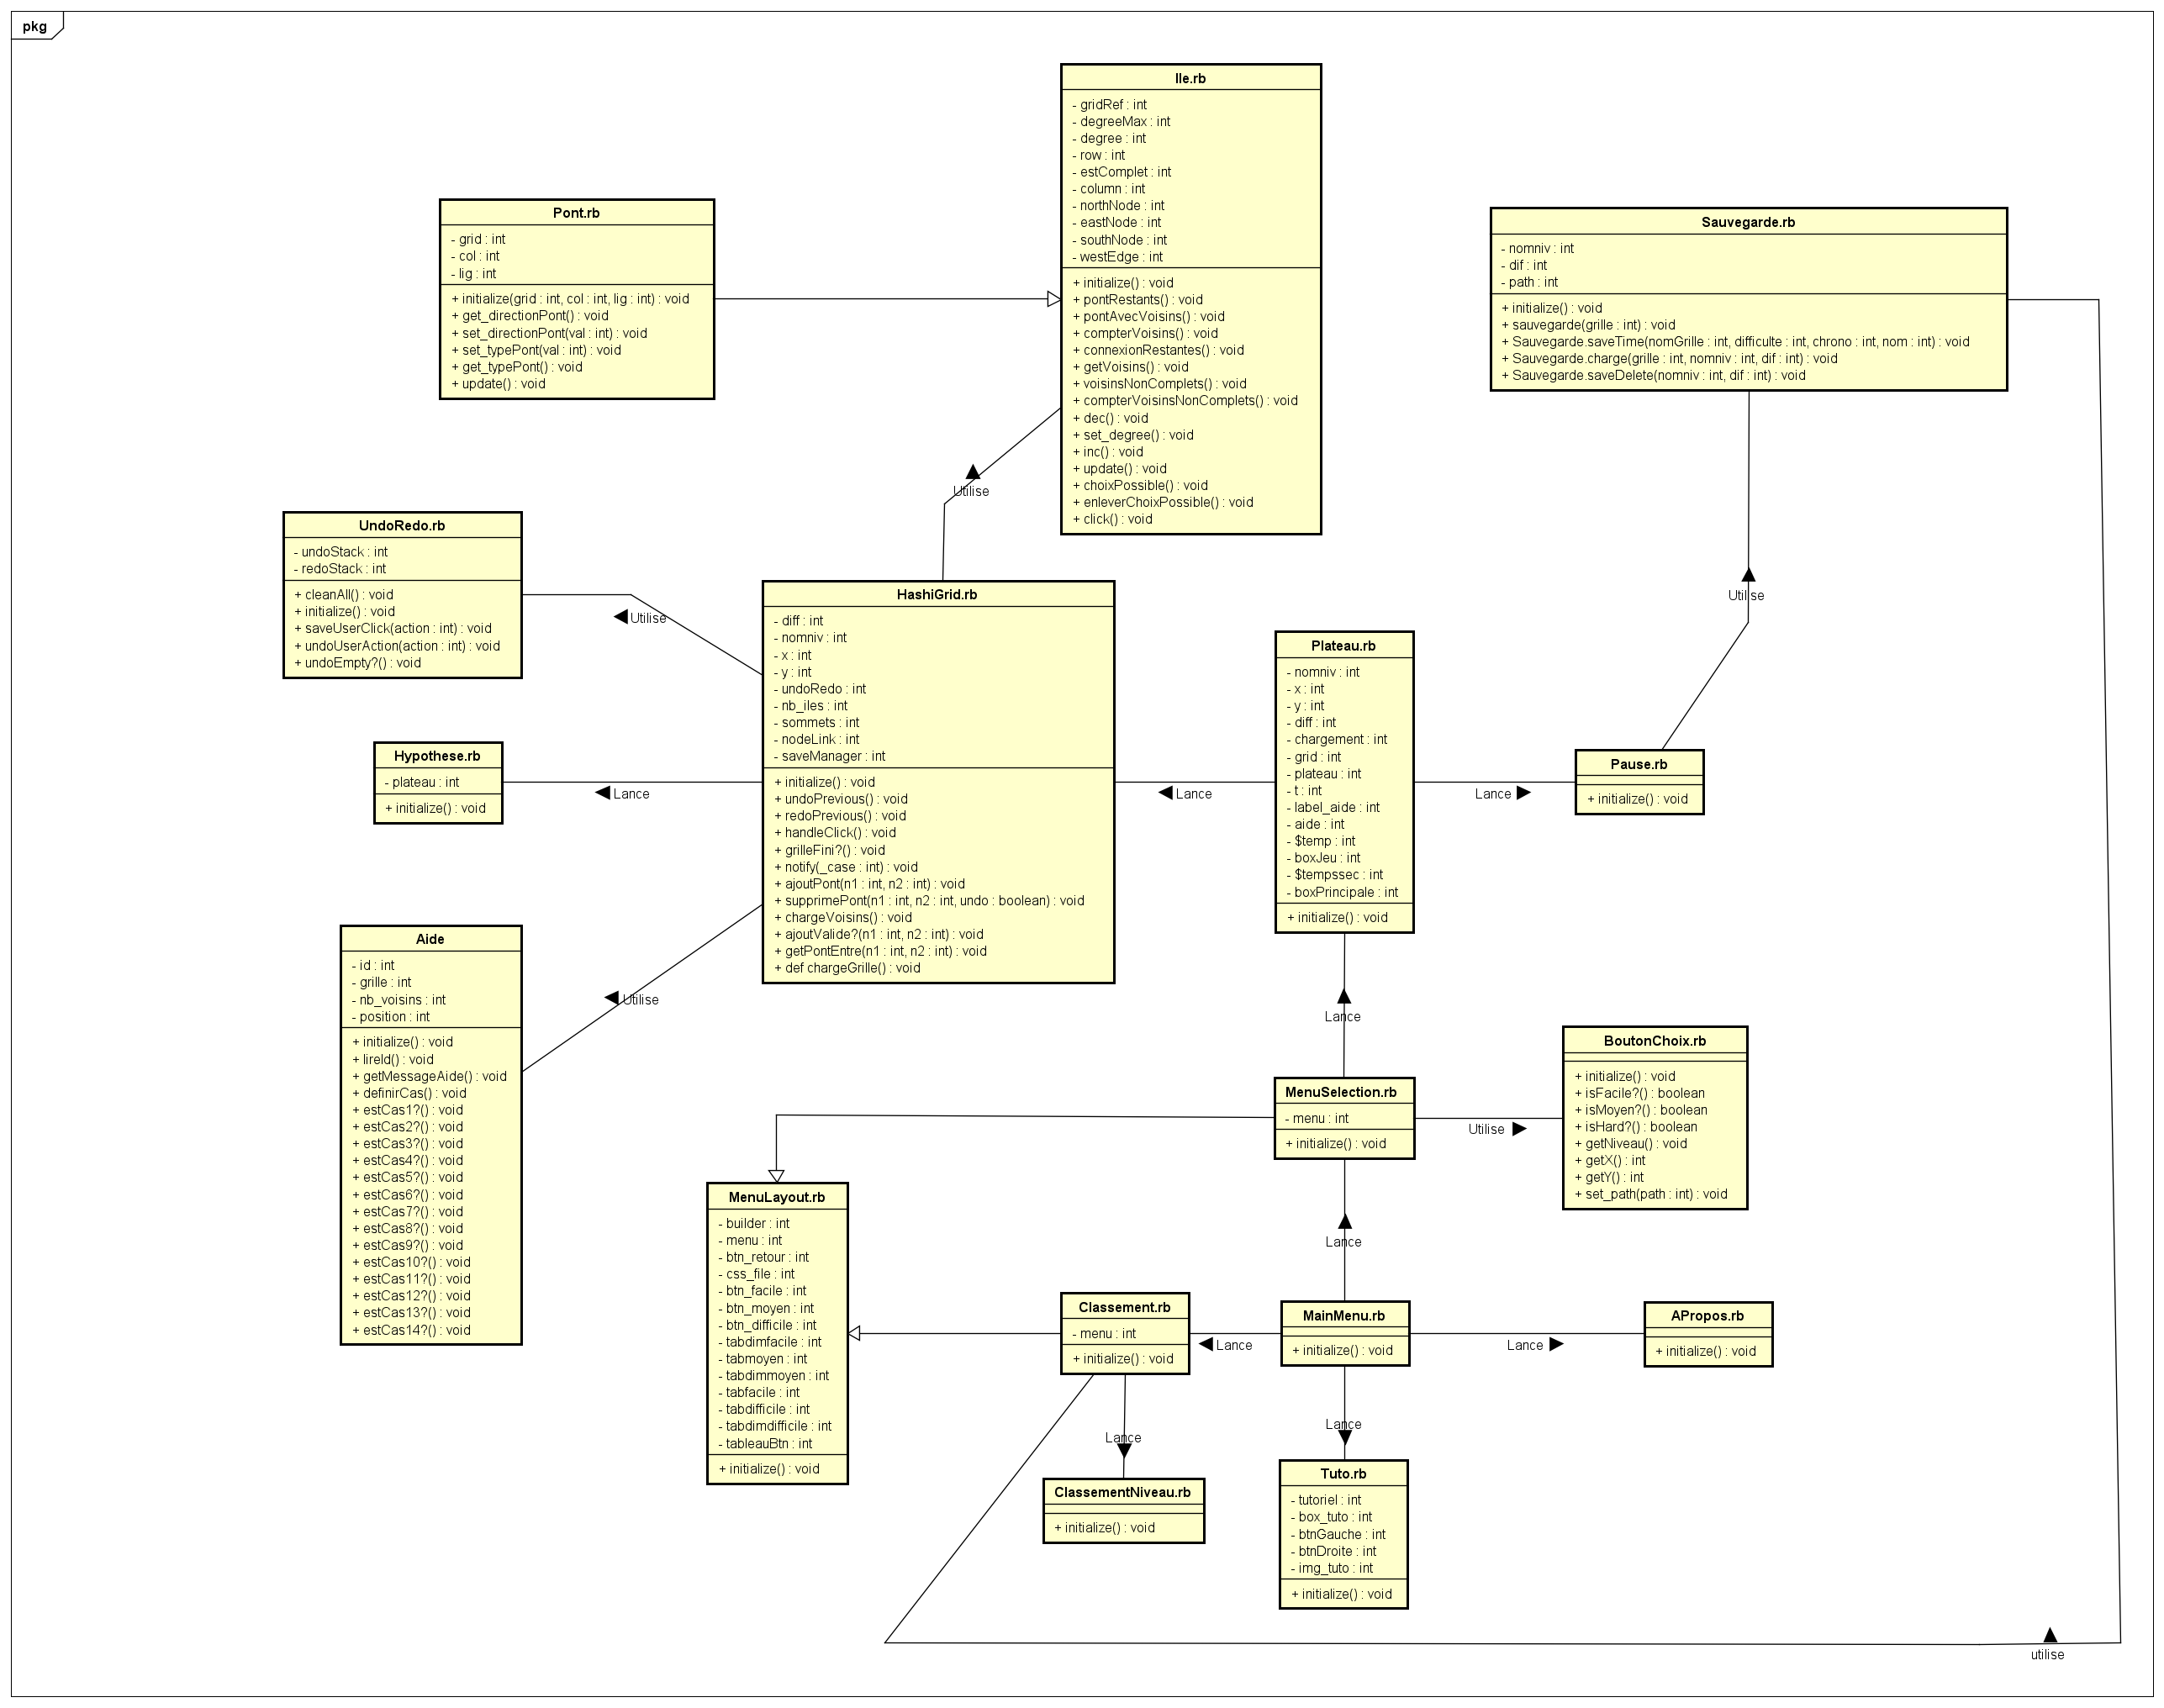 pkg
Ile.rb
- gridRef : int
- degreeMax : int
- degree : int
- row : int
- estComplet : int
- column : int
- northNode : int
- eastNode : int
- southNode : int
- westEdge : int
+ initialize() : void
+ pontRestants() : void
+ pontAvecVoisins() : void
+ compterVoisins() : void
+ connexionRestantes() : void
+ getVoisins() : void
+ voisinsNonComplets() : void
+ compterVoisinsNonComplets() : void
+ dec() : void
+ set_degree() : void
+ inc() : void
+ update() : void
+ choixPossible() : void
+ enleverChoixPossible() : void
+ click() : void
Pont.rb
- grid : int
- col : int
- lig : int
+ initialize(grid : int, col : int, lig : int) : void
+ get_directionPont() : void
+ set_directionPont(val : int) : void
+ set_typePont(val : int) : void
+ get_typePont() : void
+ update() : void
Sauvegarde.rb
- nomniv : int
- dif : int
- path : int
+ initialize() : void
+ sauvegarde(grille : int) : void
+ Sauvegarde.saveTime(nomGrille : int, difficulte : int, chrono : int, nom : int) : void
+ Sauvegarde.charge(grille : int, nomniv : int, dif : int) : void
+ Sauvegarde.saveDelete(nomniv : int, dif : int) : void
Utilise
UndoRedo.rb
- undoStack : int
- redoStack : int
+ cleanAll() : void
+ initialize() : void
+ saveUserClick(action : int) : void
+ undoUserAction(action : int) : void
+ undoEmpty?() : void
Utilise
HashiGrid.rb
- diff : int
- nomniv : int
- x : int
- y : int
- undoRedo : int
- nb_iles : int
- sommets : int
- nodeLink : int
- saveManager : int
+ initialize() : void
+ undoPrevious() : void
+ redoPrevious() : void
+ handleClick() : void
+ grilleFini?() : void
+ notify(_case : int) : void
+ ajoutPont(n1 : int, n2 : int) : void
+ supprimePont(n1 : int, n2 : int, undo : boolean) : void
+ chargeVoisins() : void
+ ajoutValide?(n1 : int, n2 : int) : void
+ getPontEntre(n1 : int, n2 : int) : void
+ def chargeGrille() : void
Utilise
Plateau.rb
- nomniv : int
- x : int
- y : int
- diff : int
- chargement : int
- grid : int
- plateau : int
- t : int
- label_aide : int
- aide : int
- $temp : int
- boxJeu : int
- $tempssec : int
- boxPrincipale : int
+ initialize() : void
Hypothese.rb
- plateau : int
+ initialize() : void
Lance
Lance
Lance
Pause.rb
+ initialize() : void
Aide
- id : int
- grille : int
- nb_voisins : int
- position : int
+ initialize() : void
+ lireId() : void
+ getMessageAide() : void
+ definirCas() : void
+ estCas1?() : void
+ estCas2?() : void
+ estCas3?() : void
+ estCas4?() : void
+ estCas5?() : void
+ estCas6?() : void
+ estCas7?() : void
+ estCas8?() : void
+ estCas9?() : void
+ estCas10?() : void
+ estCas11?() : void
+ estCas12?() : void
+ estCas13?() : void
+ estCas14?() : void
Utilise
Lance
BoutonChoix.rb
+ initialize() : void
+ isFacile?() : boolean
+ isMoyen?() : boolean
+ isHard?() : boolean
+ getNiveau() : void
+ getX() : int
+ getY() : int
+ set_path(path : int) : void
MenuSelection.rb
- menu : int
+ initialize() : void
Utilise
MenuLayout.rb
- builder : int
- menu : int
- btn_retour : int
- css_file : int
- btn_facile : int
- btn_moyen : int
- btn_difficile : int
- tabdimfacile : int
- tabmoyen : int
- tabdimmoyen : int
- tabfacile : int
- tabdifficile : int
- tabdimdifficile : int
- tableauBtn : int
+ initialize() : void
Lance
Classement.rb
- menu : int
+ initialize() : void
Lance
MainMenu.rb
+ initialize() : void
Lance
APropos.rb
+ initialize() : void
Lance
Lance
ClassementNiveau.rb
+ initialize() : void
Tuto.rb
- tutoriel : int
- box_tuto : int
- btnGauche : int
- btnDroite : int
- img_tuto : int
+ initialize() : void
utilise